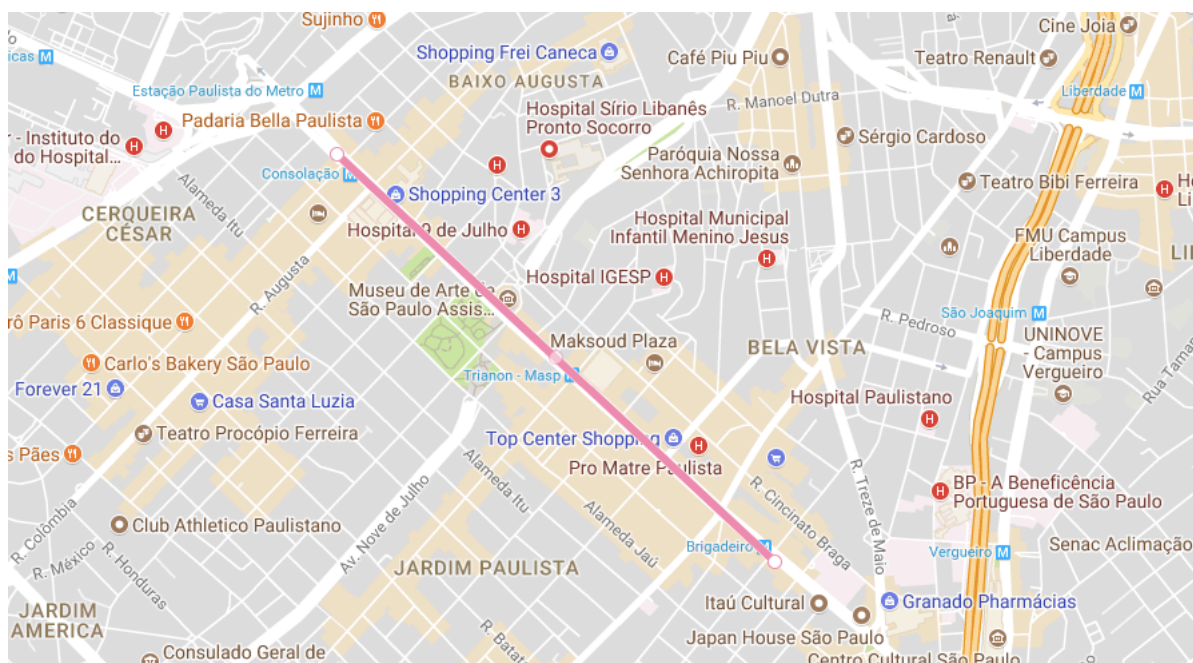 Sujinho
Cine Joia
Shopping Frei Caneca
Café Piu Piu
Teatro Renault
icas M
BAIXO AUGUSTA
Estação Paulista do Metro M
R. Manoel Dutra
Liberdade M
Padaria Bella Paulista
Hospital Sírio Libanês
Pronto Socorro
- Instituto do
do Hospital...
Sérgio Cardoso
Paróquia Nossa
Senhora Achiropita
Consolação M
Alameda Itu
Shopping Center 3
Teatro Bibi Ferreira
CERQUEIRA
CÉSAR
Hospital 9 de Julho
Hospital Municipal
Infantil Menino Jesus
FMU Campus
Liberdade
Hospital IGESP
R. Augusta
Museu de Arte de
São Paulo Assis...
São Joaquim M
R. Pedroso
rô Paris 6 Classique
Maksoud Plaza
BELA VISTA
UNINOVE
- Campus
Vergueiro
Carlo's Bakery São Paulo
Trianon - Masp M
Rua Tama
Forever 21
Casa Santa Luzia
Hospital Paulistano
Teatro Procópio Ferreira
Top Center Shopping
s Pães
Pro Matre Paulista
Alameda Itu
R. Treze de Maio
R. Cincinato Braga
BP - A Beneficência
Portuguesa de São Paulo
Av. Nove de Julho
R. Colômbia
Club Athletico Paulistano
Alameda Jaú
R. México
R. Honduras
Brigadeiro M
Vergueiro M
Senac Aclimação
JARDIM PAULISTA
JARDIM
AMERICA
Itaú Cultural
Granado Pharmácias
R. Batata
Japan House São Paulo
Consulado Geral de
Centro Cultural São Paulo